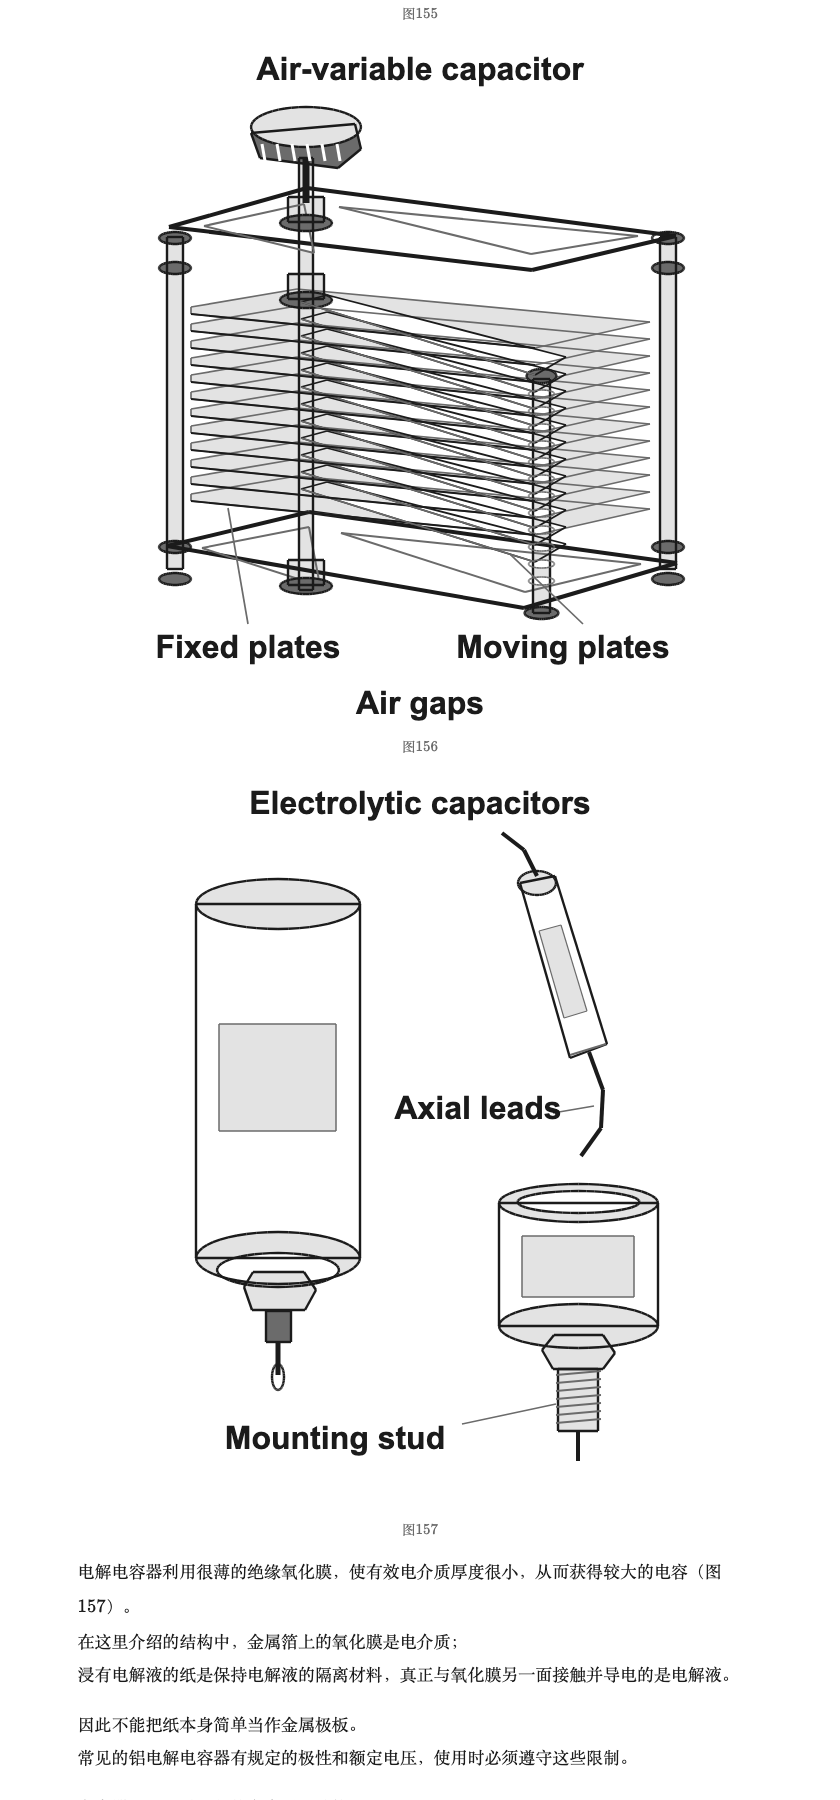 图155
Air-variable capacitor
Fixed plates
Moving plates
Air gaps
图156
Electrolytic capacitors
Axial leads
Mounting stud
图157
电解电容器利用很薄的绝缘氧化膜，使有效电介质厚度很小，从而获得较大的电容（图
157）。
在这里介绍的结构中，金属箔上的氧化膜是电介质；
浸有电解液的纸是保持电解液的隔离材料，真正与氧化膜另一面接触并导电的是电解液。
因此不能把纸本身简单当作金属极板。
常见的铝电解电容器有规定的极性和额定电压，使用时必须遵守这些限制。